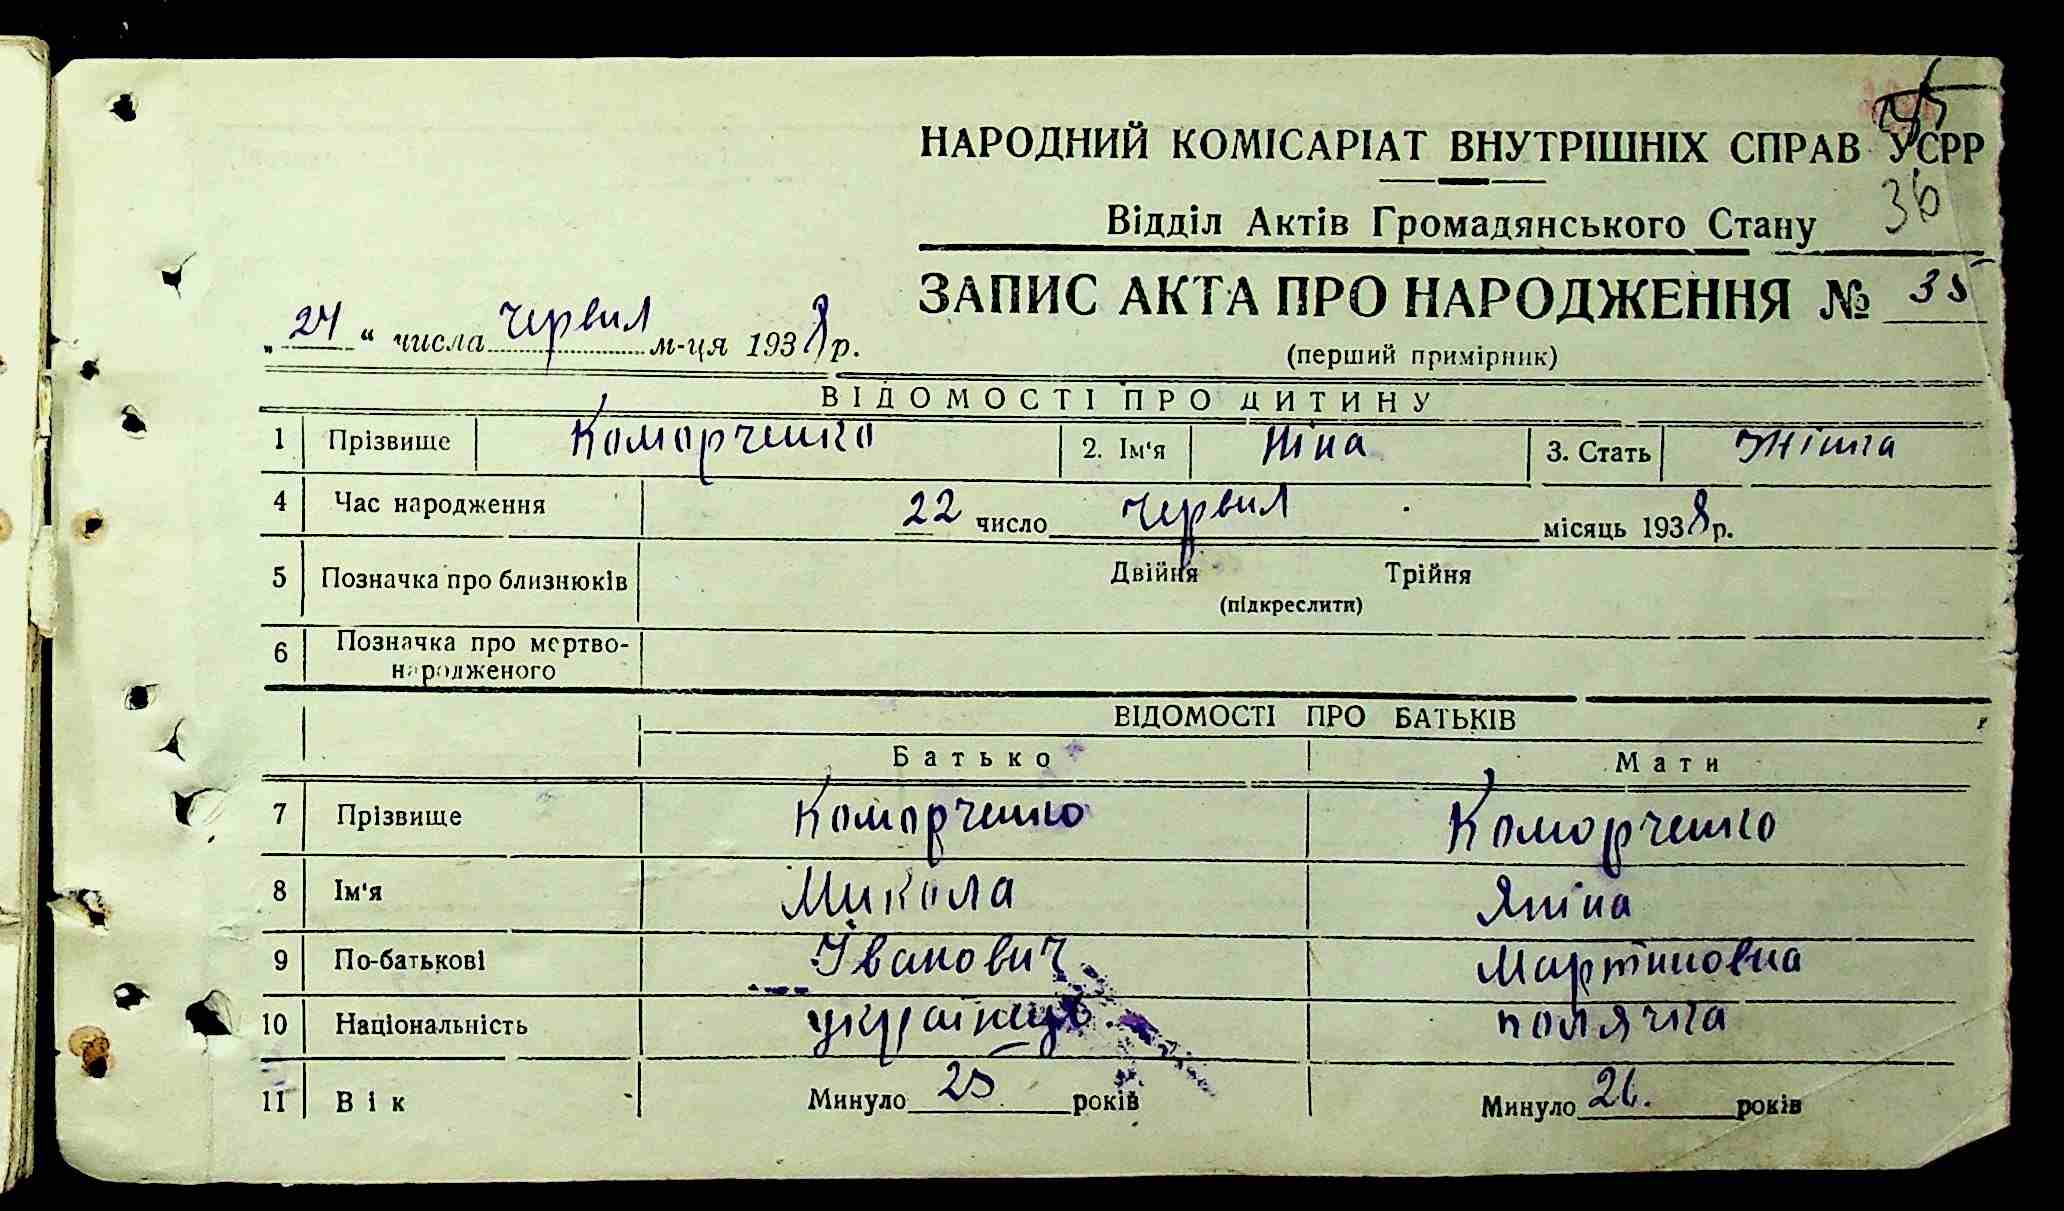 НАРОДНИЙ КОМІСАРІАТ ВНУТРІШНІХ СПРАВ УСРР
36
Відділ Актів Громадянського Стану
ЗАПИС АКТА ПРО НАРОДЖЕННЯ № 35
„24“ числа червня м-ця 1938 р.
(перший примірник)
ВІДОМОСТІ ПРО ДИТИНУ
1 Прізвище Коморченко 2. Ім'я Ніна 3. Стать Жіноча
4 Час народження 22 число червня місяць 1938 р.
5 Позначка про близнюків Двійня Трійня
(підкреслити)
6 Позначка про мертво-
народженого
ВІДОМОСТІ ПРО БАТЬКІВ
Батько Мати
7 Прізвище Коморченко Коморченко
8 Ім'я Микола Яніна
9 По-батькові Іванович Мартиновна
10 Національність українець полячка
11 Вік Минуло 25 років Минуло 26. років